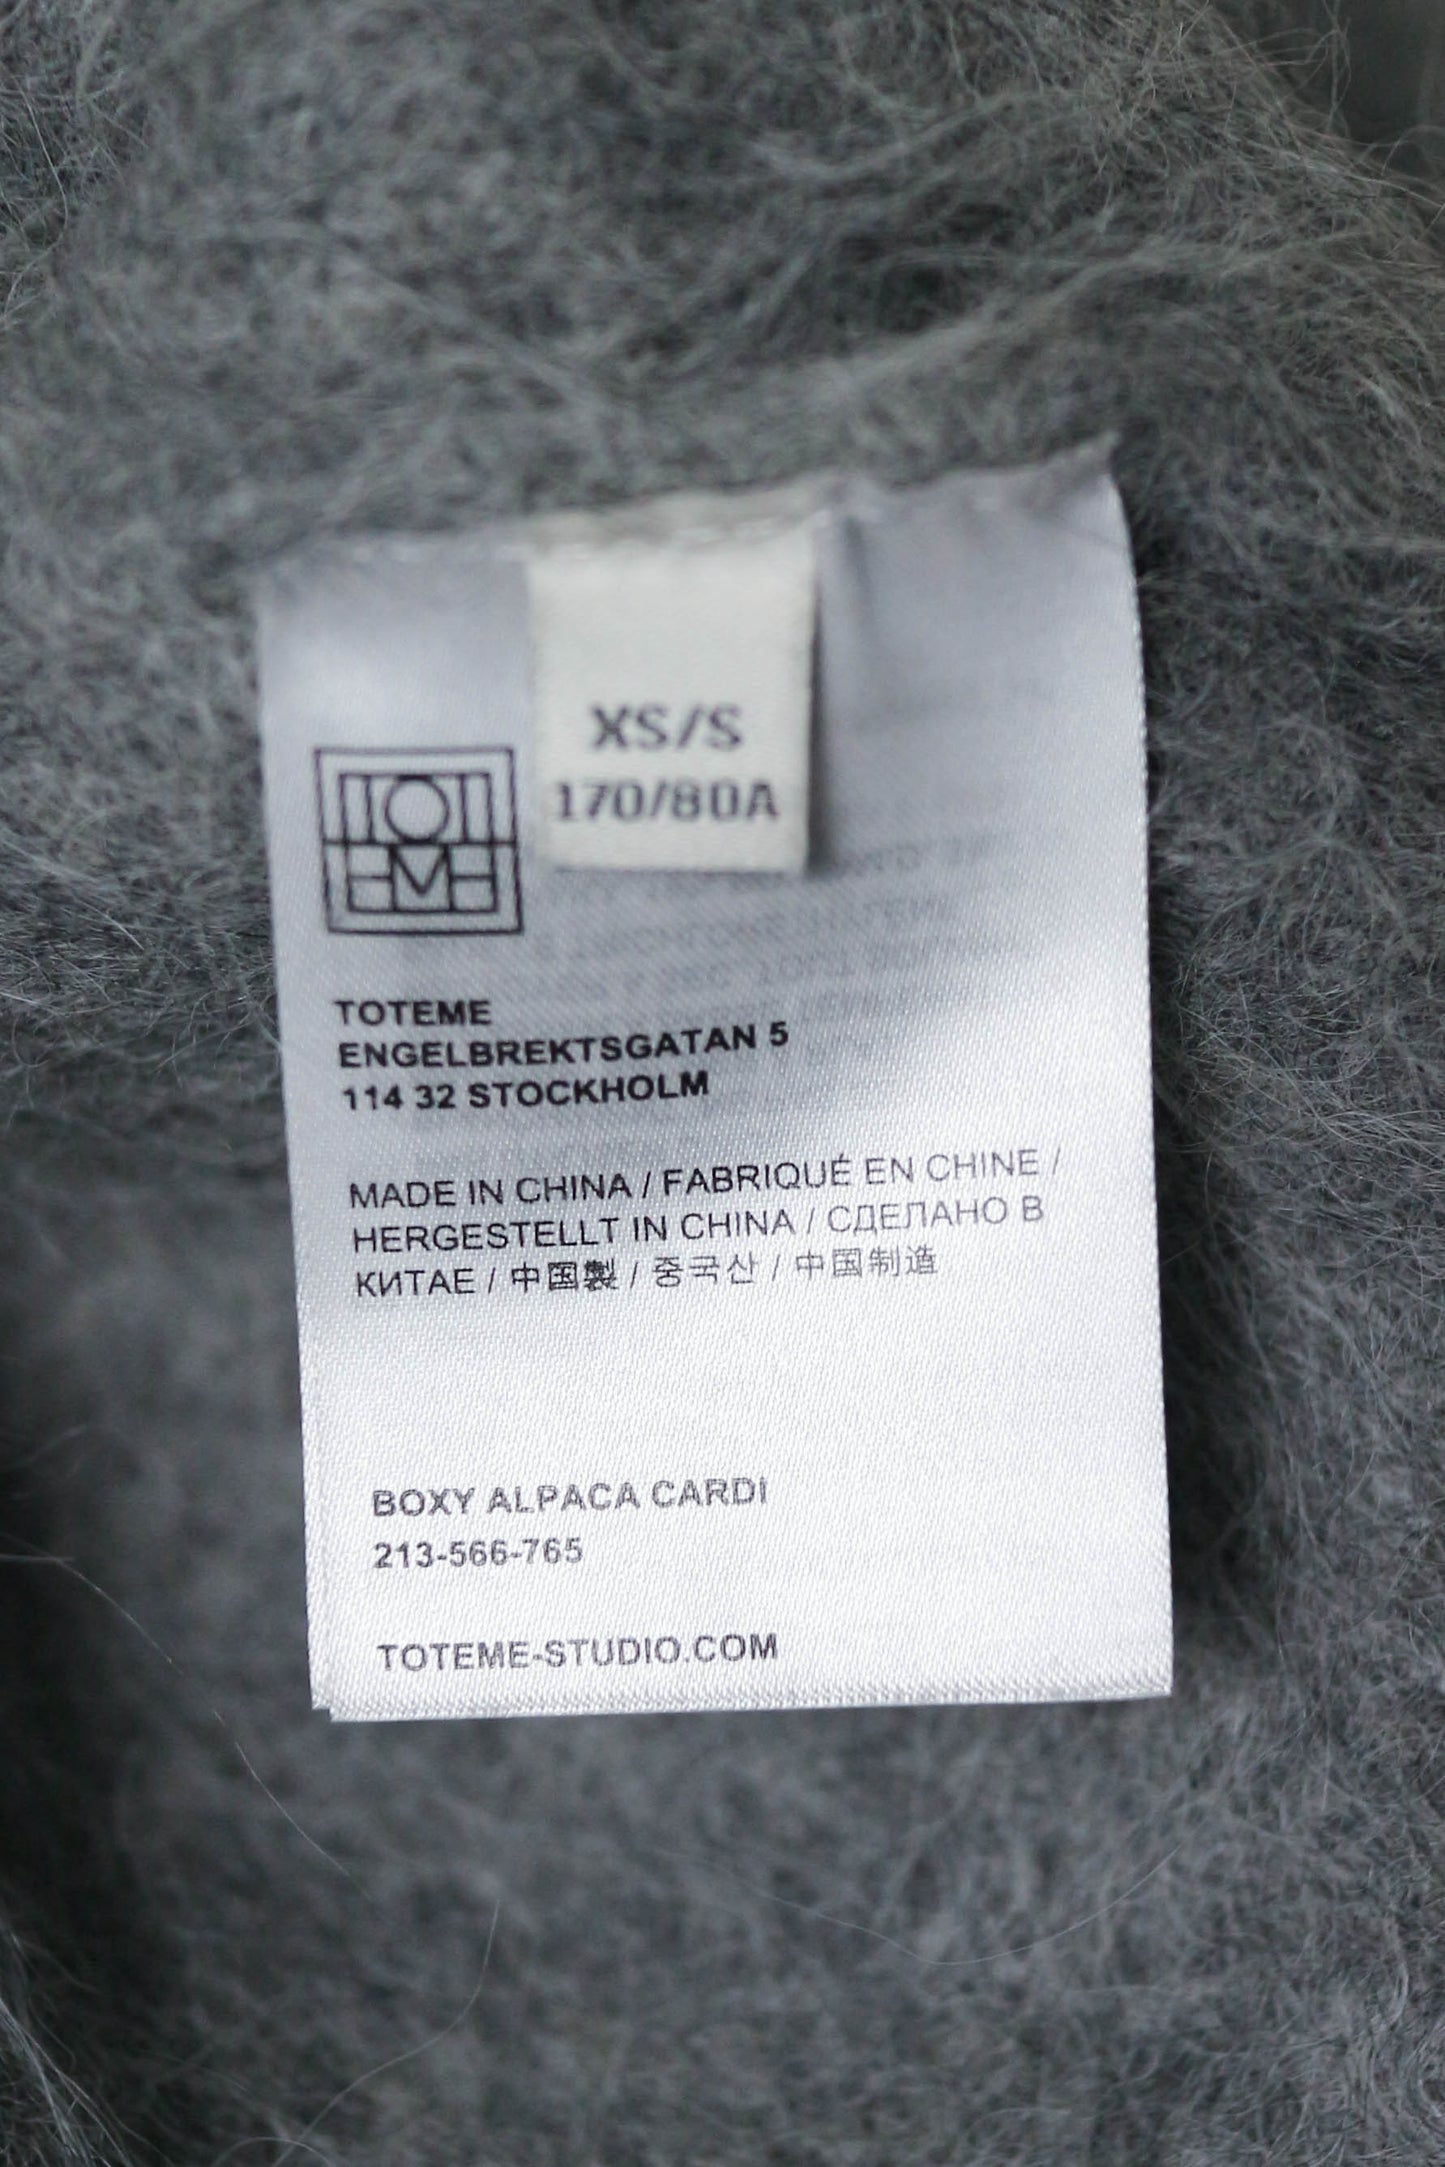 XS/S
170/80A
TOTEME
ENGELBREKTSGATAN 5
114 32 STOCKHOLM
MADE IN CHINA / FABRIQUÉ EN CHINE /
HERGESTELLT IN CHINA / СДЕЛАНО В
КИТАЕ / 中国製 / 중국산 / 中国制造
BOXY ALPACA CARDI
213-566-765
TOTEME-STUDIO.COM